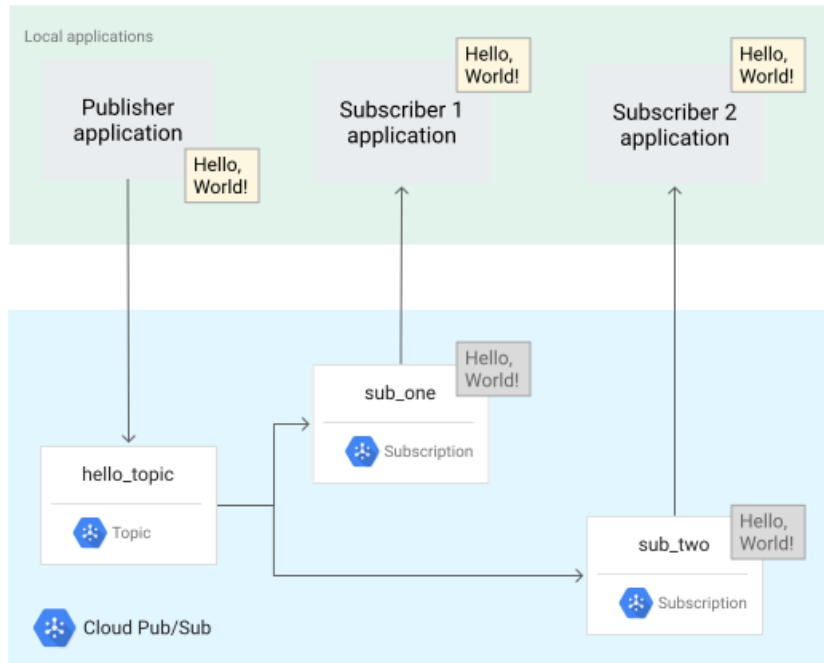 Local applications
Publisher
application
Hello,
World!
Subscriber 1
application
Hello,
World!
Subscriber 2
application
Hello,
World!
hello_topic
Topic
sub_one
Subscription
Hello,
World!
sub_two
Subscription
Hello,
World!
Cloud Pub/Sub